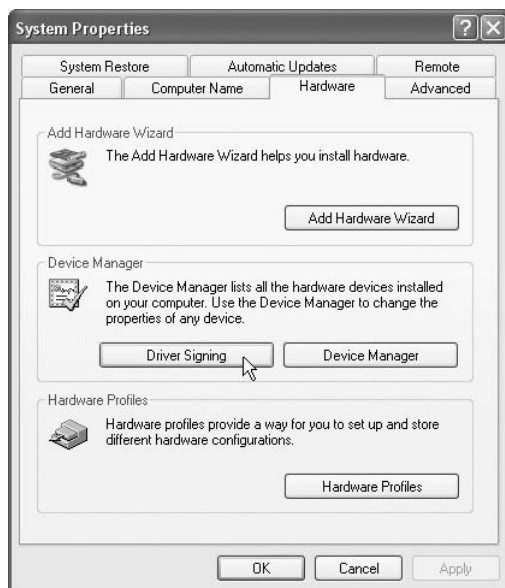 System Properties
System Restore Automatic Updates Remote
General Computer Name Hardware Advanced
Add Hardware Wizard
The Add Hardware Wizard helps you install hardware.
Add Hardware Wizard
Device Manager
The Device Manager lists all the hardware devices installed
on your computer. Use the Device Manager to change the
properties of any device.
Driver Signing Device Manager
Hardware Profiles
Hardware profiles provide a way for you to set up and store
different hardware configurations.
Hardware Profiles
OK Cancel Apply